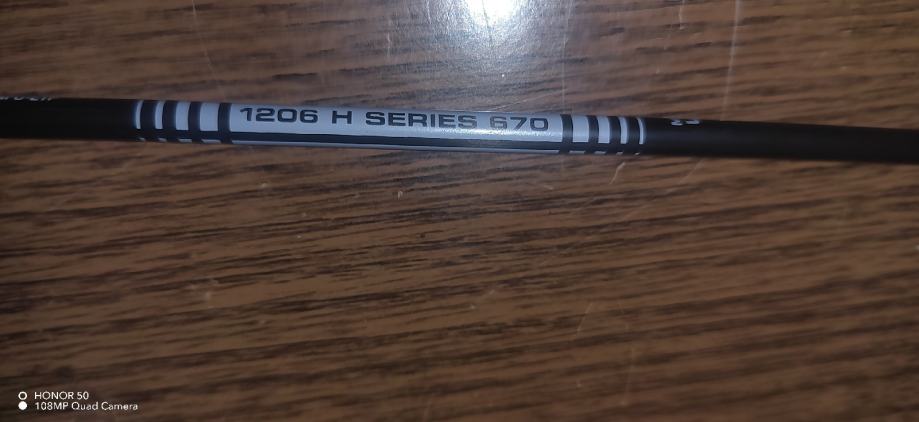 1206 H SERIES 670
HONOR 50
108MP Quad Camera